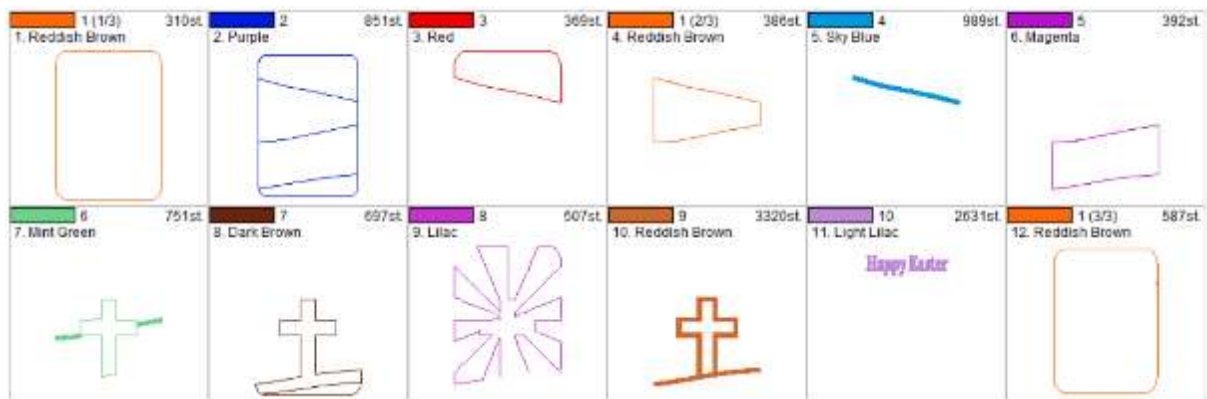 1 (1/3) 310st.
1. Reddish Brown
2 851st.
2. Purple
3 369st.
3. Red
1 (2/3) 386st.
4. Reddish Brown
4 989st.
5. Sky Blue
5 392st.
6. Magenta
6 751st.
7. Mint Green
7 697st.
8. Dark Brown
8 507st.
9. Lilac
9 3320st.
10. Reddish Brown
10 2631st.
11. Light Lilac
Happy Easter
1 (3/3) 587st.
12. Reddish Brown